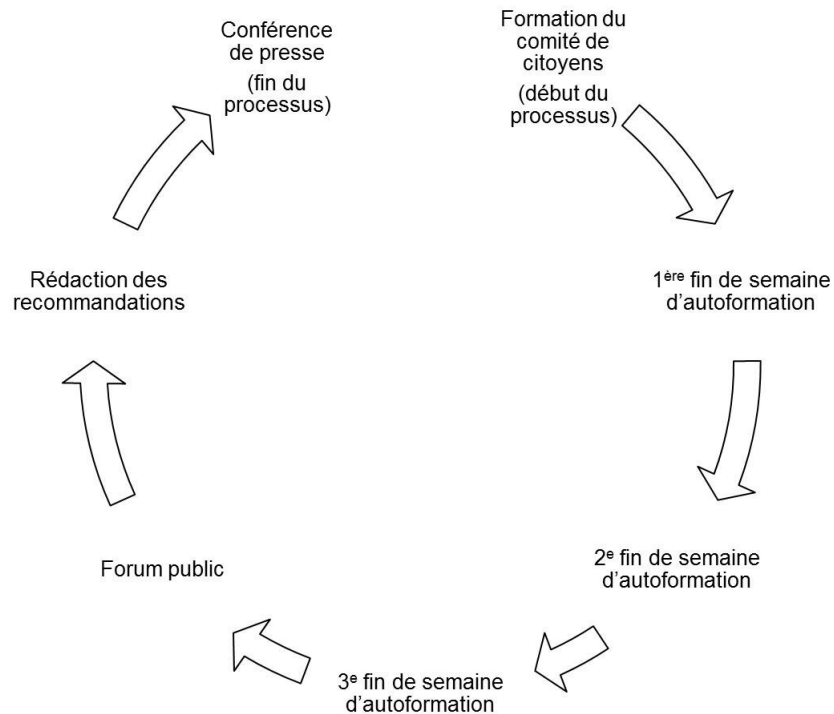 Formation du
comité de
citoyens
(début du
processus)
1ère fin de semaine
d’autoformation
2e fin de semaine
d’autoformation
3e fin de semaine
d’autoformation
Forum public
Rédaction des
recommandations
Conférence
de presse
(fin du
processus)